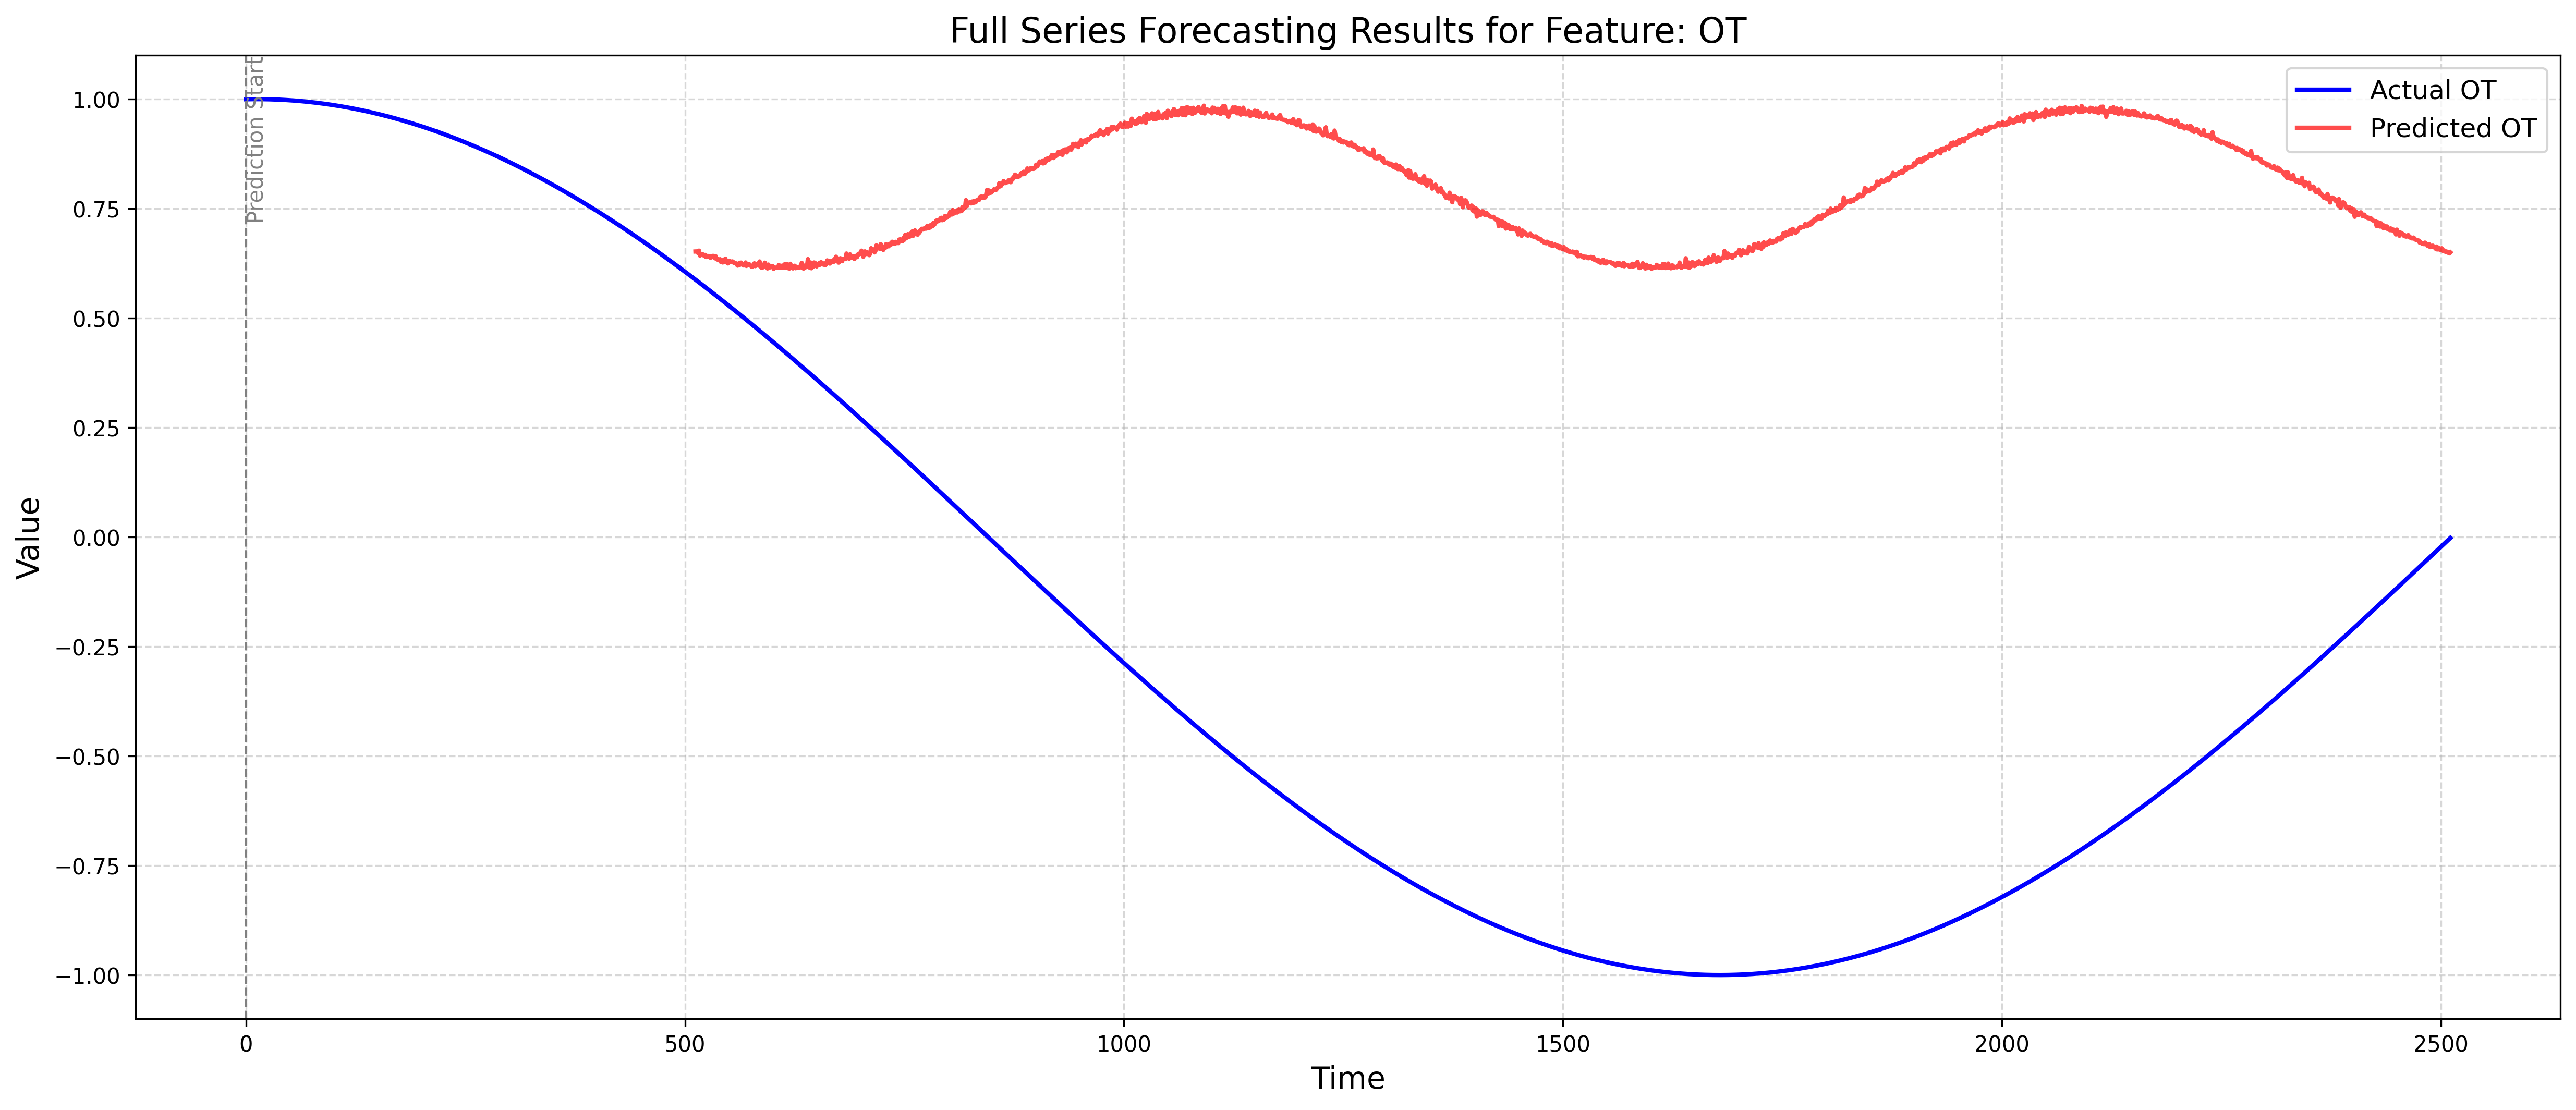 Full Series Forecasting Results for Feature: OT
Prediction Start
Actual OT
Predicted OT
Value
1.00
0.75
0.50
0.25
0.00
−0.25
−0.50
−0.75
−1.00
0
500
1000
1500
2000
2500
Time